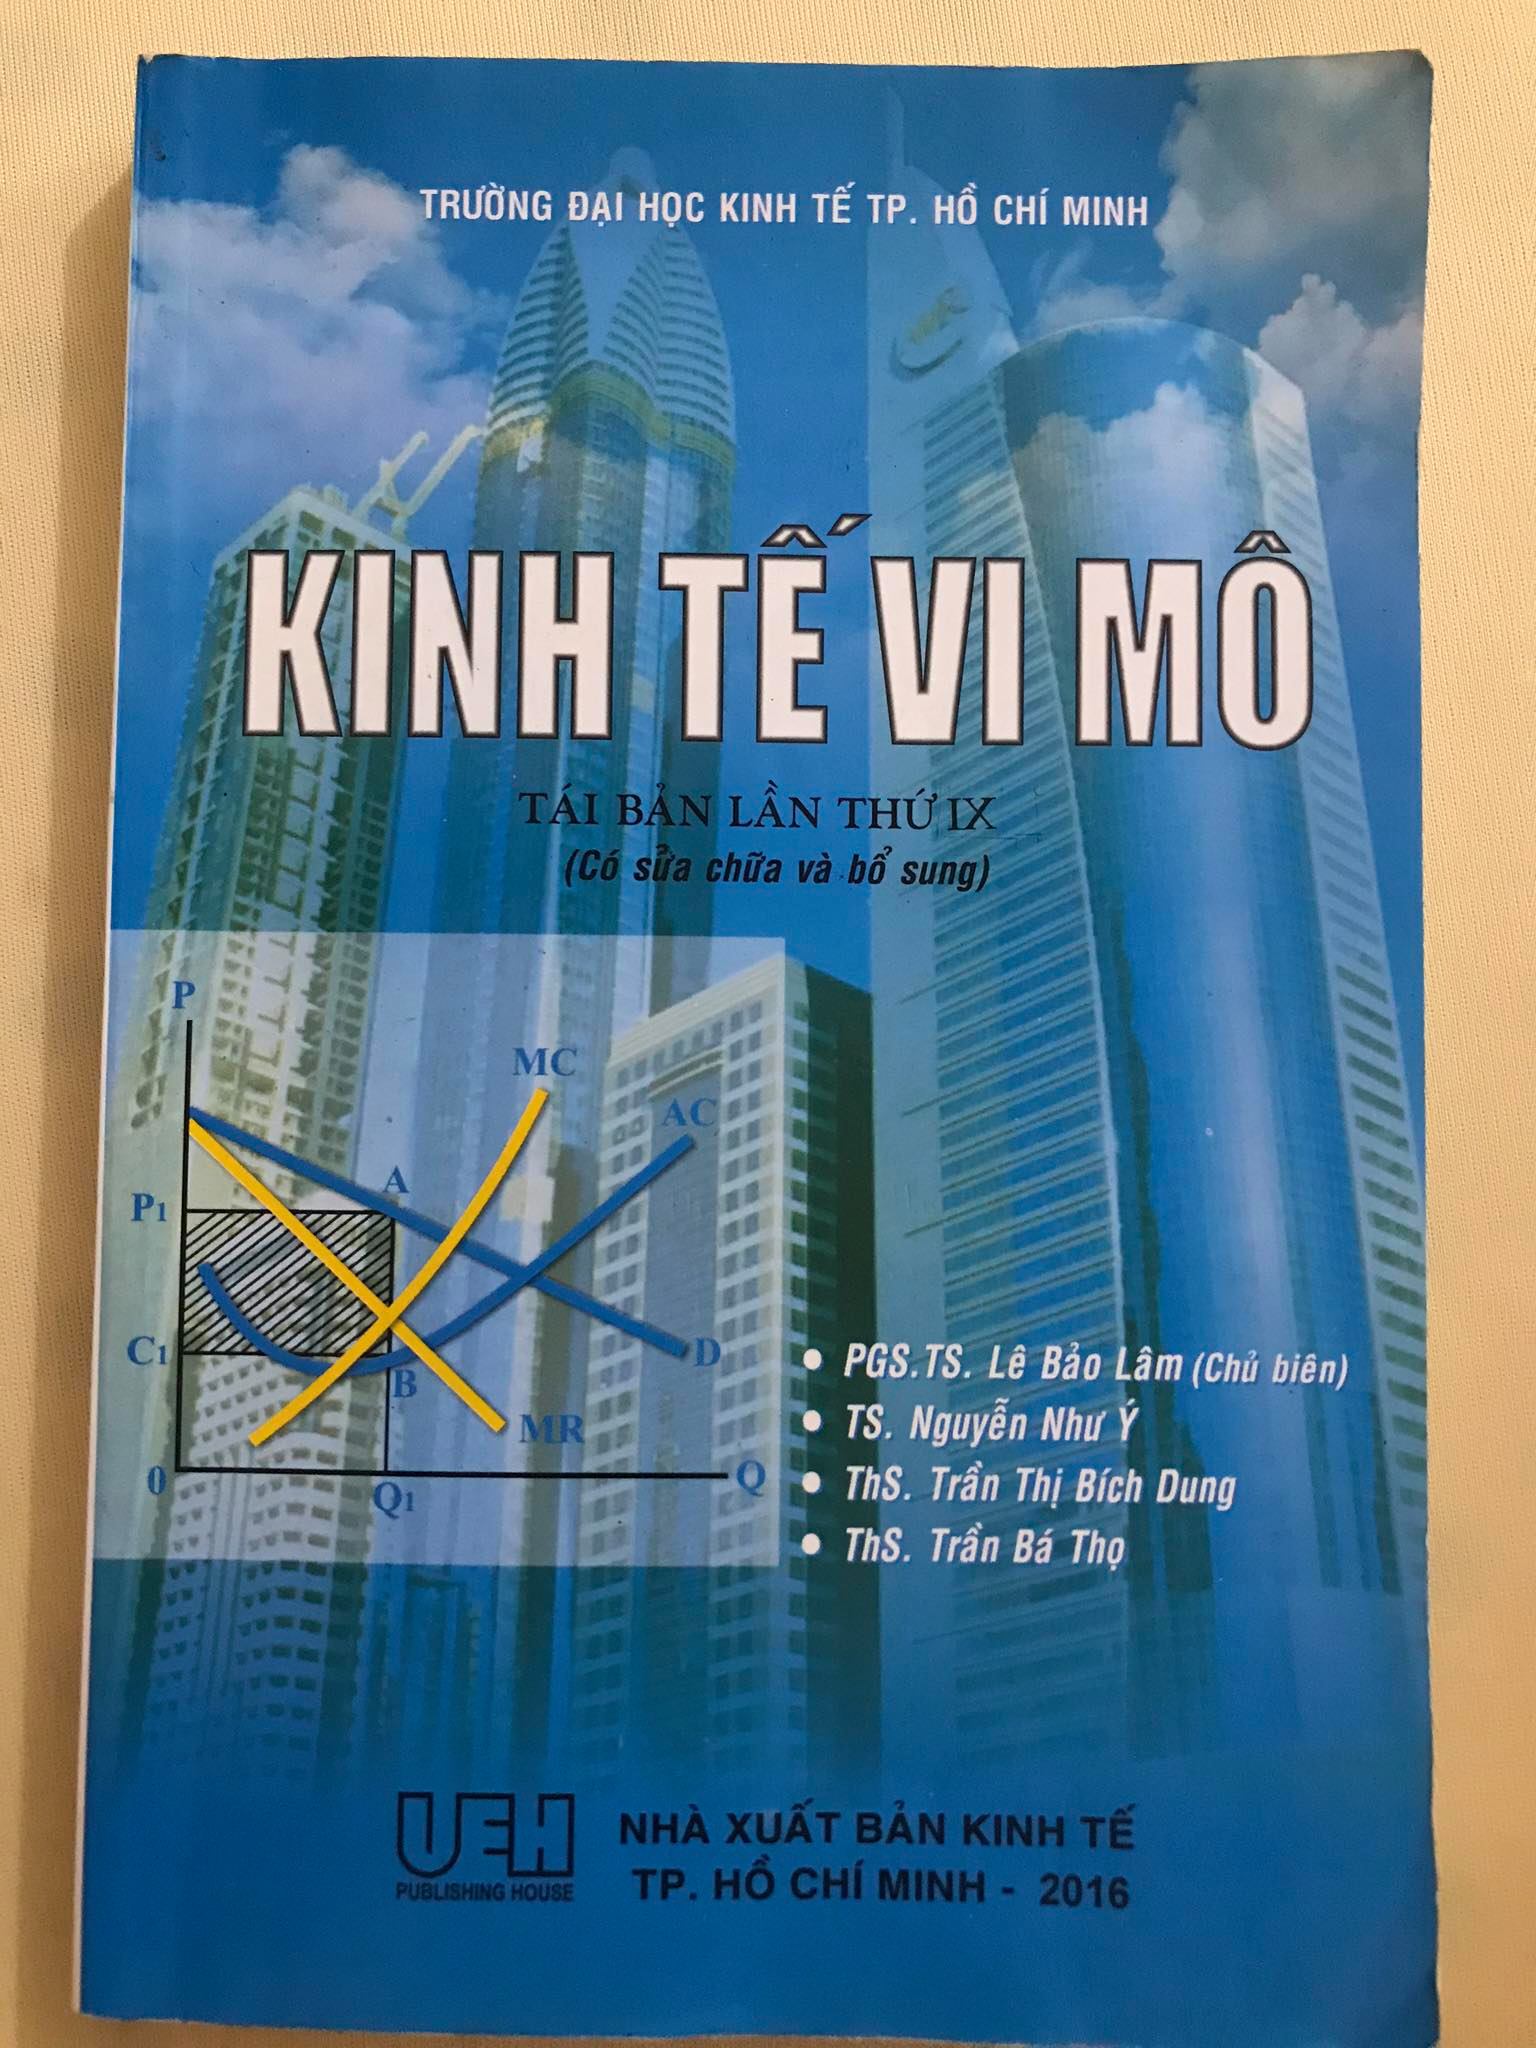 TRƯỜNG ĐẠI HỌC KINH TẾ TP. HỒ CHÍ MINH
KINH TẾ VI MÔ
TÁI BẢN LẦN THỨ IX
(Có sửa chữa và bổ sung)
P
MC
AC
A
P1
C1
D
B
MR
0
Q1
Q
• PGS.TS. Lê Bảo Lâm (Chủ biên)
• TS. Nguyễn Như Ý
• ThS. Trần Thị Bích Dung
• ThS. Trần Bá Thọ
UEH
PUBLISHING HOUSE
NHÀ XUẤT BẢN KINH TẾ
TP. HỒ CHÍ MINH - 2016